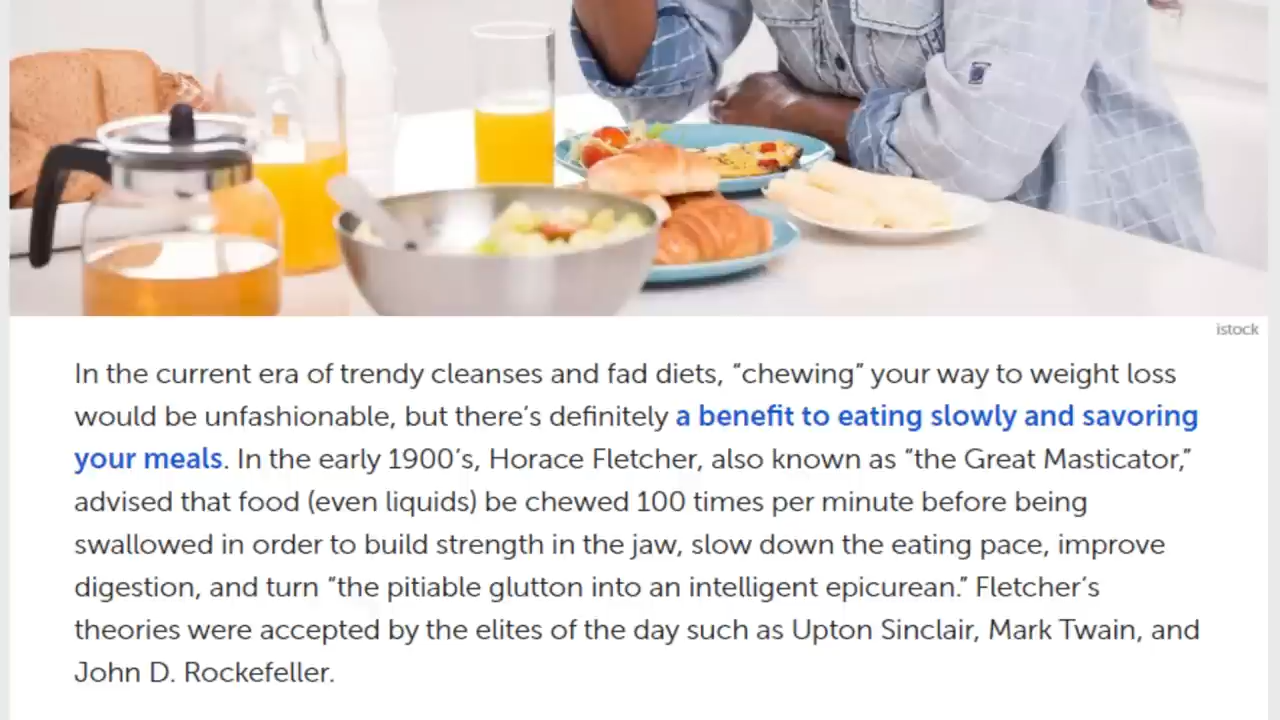 istock
In the current era of trendy cleanses and fad diets, “chewing” your way to weight loss
would be unfashionable, but there’s definitely a benefit to eating slowly and savoring
your meals. In the early 1900’s, Horace Fletcher, also known as “the Great Masticator,”
advised that food (even liquids) be chewed 100 times per minute before being
swallowed in order to build strength in the jaw, slow down the eating pace, improve
digestion, and turn “the pitiable glutton into an intelligent epicurean.” Fletcher’s
theories were accepted by the elites of the day such as Upton Sinclair, Mark Twain, and
John D. Rockefeller.